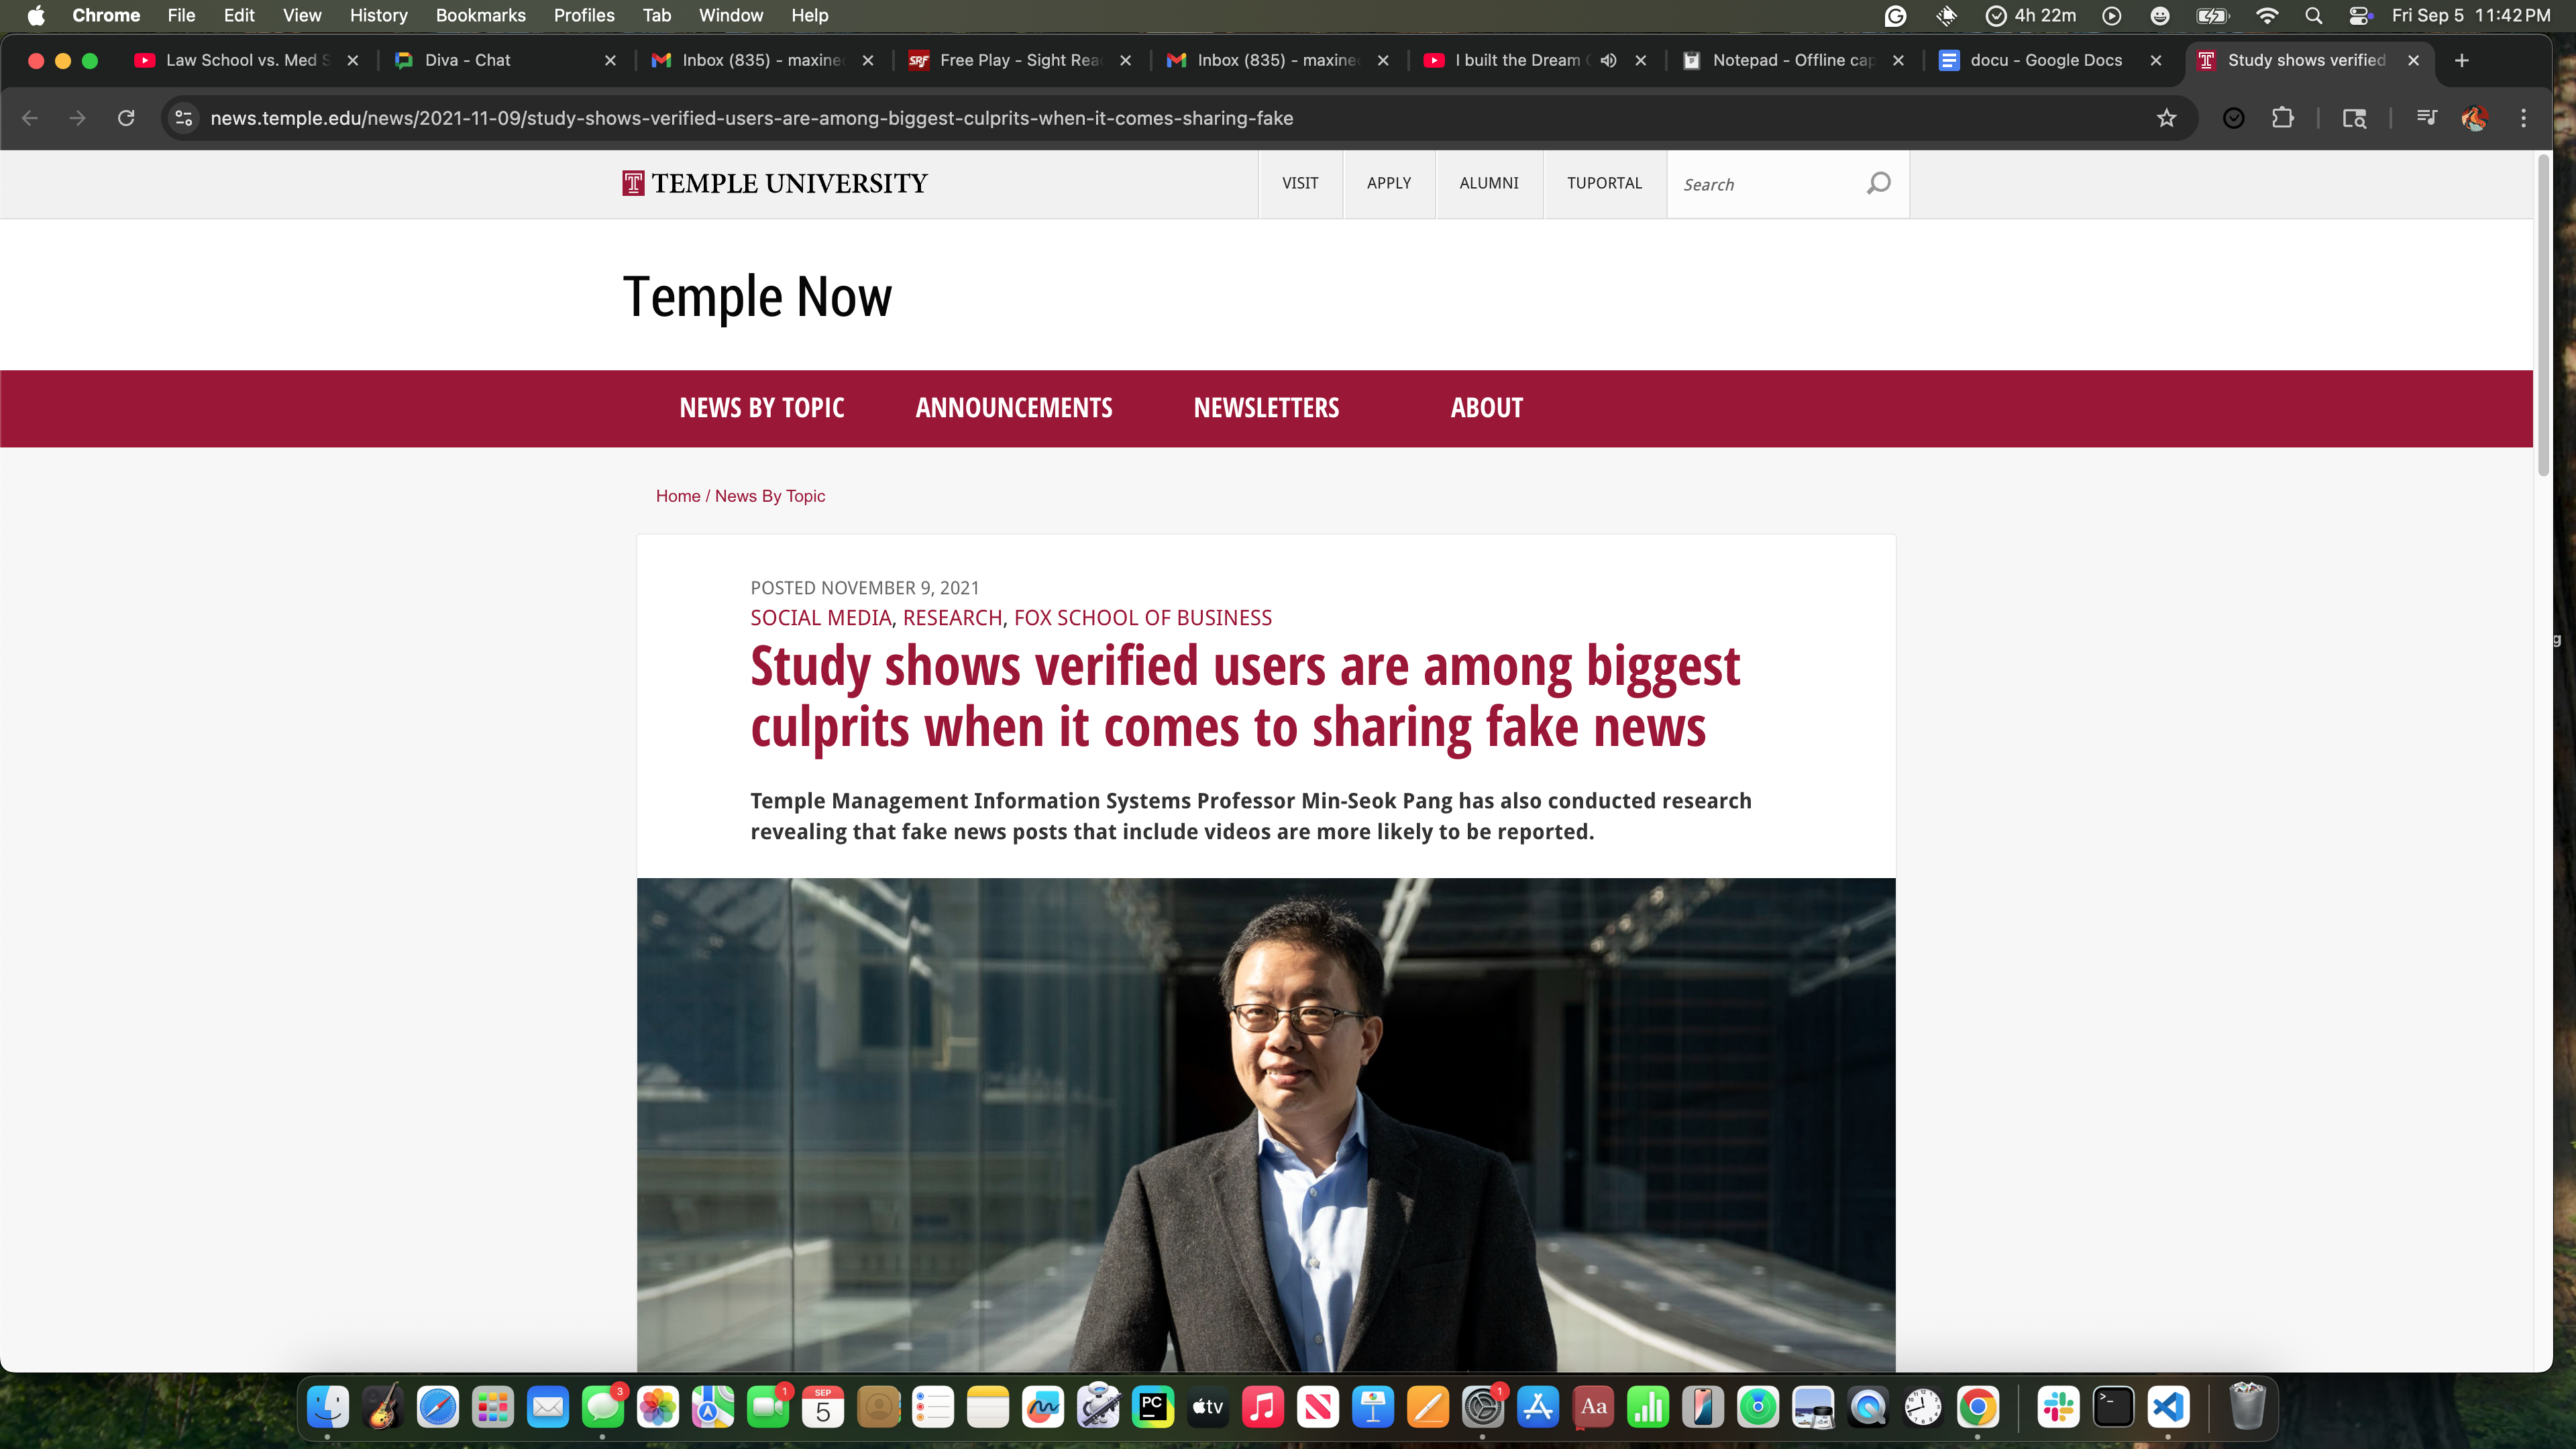 Chrome File Edit View History Bookmarks Profiles Tab Window Help 4h 22m Fri Sep 5 11:42 PM
Law School vs. Med S Diva - Chat Inbox (835) - maxine Free Play - Sight Rea Inbox (835) - maxine I built the Dream Notepad - Offline cap docu - Google Docs Study shows verified
news.temple.edu/news/2021-11-09/study-shows-verified-users-are-among-biggest-culprits-when-it-comes-sharing-fake
T TEMPLE UNIVERSITY VISIT APPLY ALUMNI TUPORTAL Search
Temple Now
NEWS BY TOPIC ANNOUNCEMENTS NEWSLETTERS ABOUT
Home / News By Topic
POSTED NOVEMBER 9, 2021
SOCIAL MEDIA, RESEARCH, FOX SCHOOL OF BUSINESS
Study shows verified users are among biggest
culprits when it comes to sharing fake news
Temple Management Information Systems Professor Min-Seok Pang has also conducted research
revealing that fake news posts that include videos are more likely to be reported.
3 1 SEP 5 PC tv 1 Aa